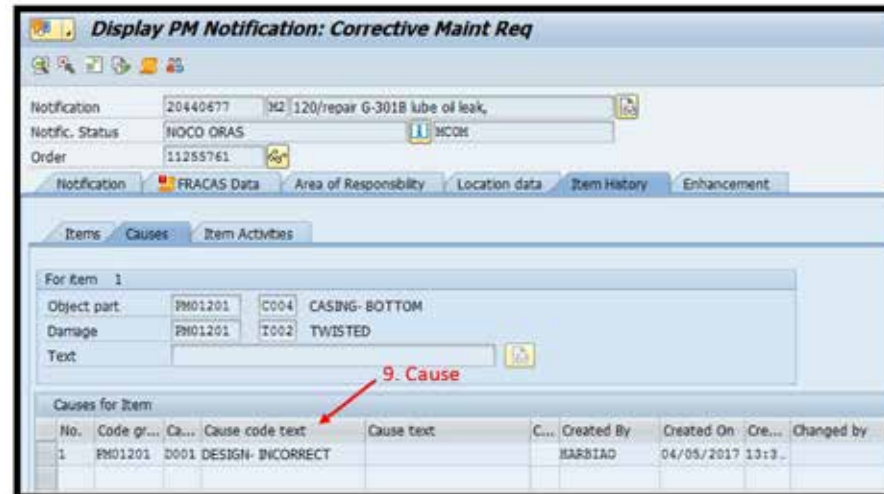 Display PM Notification: Corrective Maint Req
Notification 20440677 M2 120/repair G-301B lube oil leak,
Notific. Status NOCO ORAS MCOM
Order 11255761
Notification FRACAS Data Area of Responsibility Location data Item History Enhancement
Items Causes Item Activities
For item 1
Object part PM01201 C004 CASING- BOTTOM
Damage PM01201 T002 TWISTED
Text
9. Cause
Causes for Item
No. Code gr... Ca... Cause code text Cause text C... Created By Created On Cre... Changed by
1 PM01201 D001 DESIGN- INCORRECT 04/05/2017 13:3..